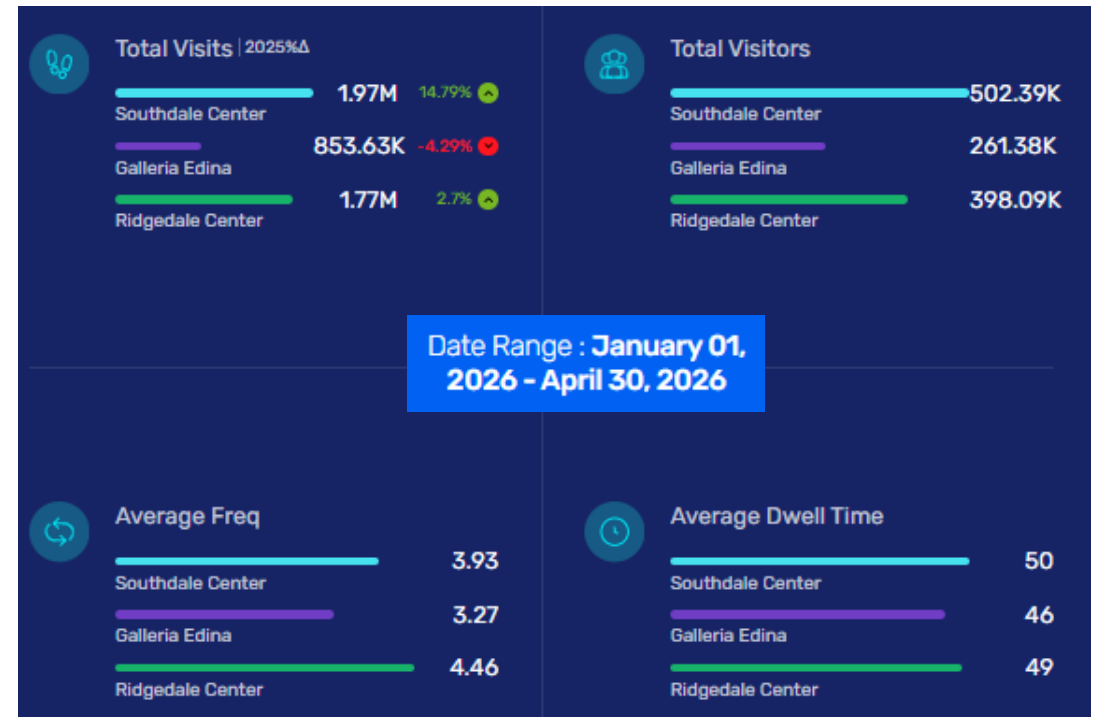 Total Visits | 2025%Δ
1.97M 14.79%
Southdale Center
853.63K -4.29%
Galleria Edina
1.77M 2.7%
Ridgedale Center
Total Visitors
502.39K
Southdale Center
261.38K
Galleria Edina
398.09K
Ridgedale Center
Date Range : January 01,
2026 - April 30, 2026
Average Freq
3.93
Southdale Center
3.27
Galleria Edina
4.46
Ridgedale Center
Average Dwell Time
50
Southdale Center
46
Galleria Edina
49
Ridgedale Center